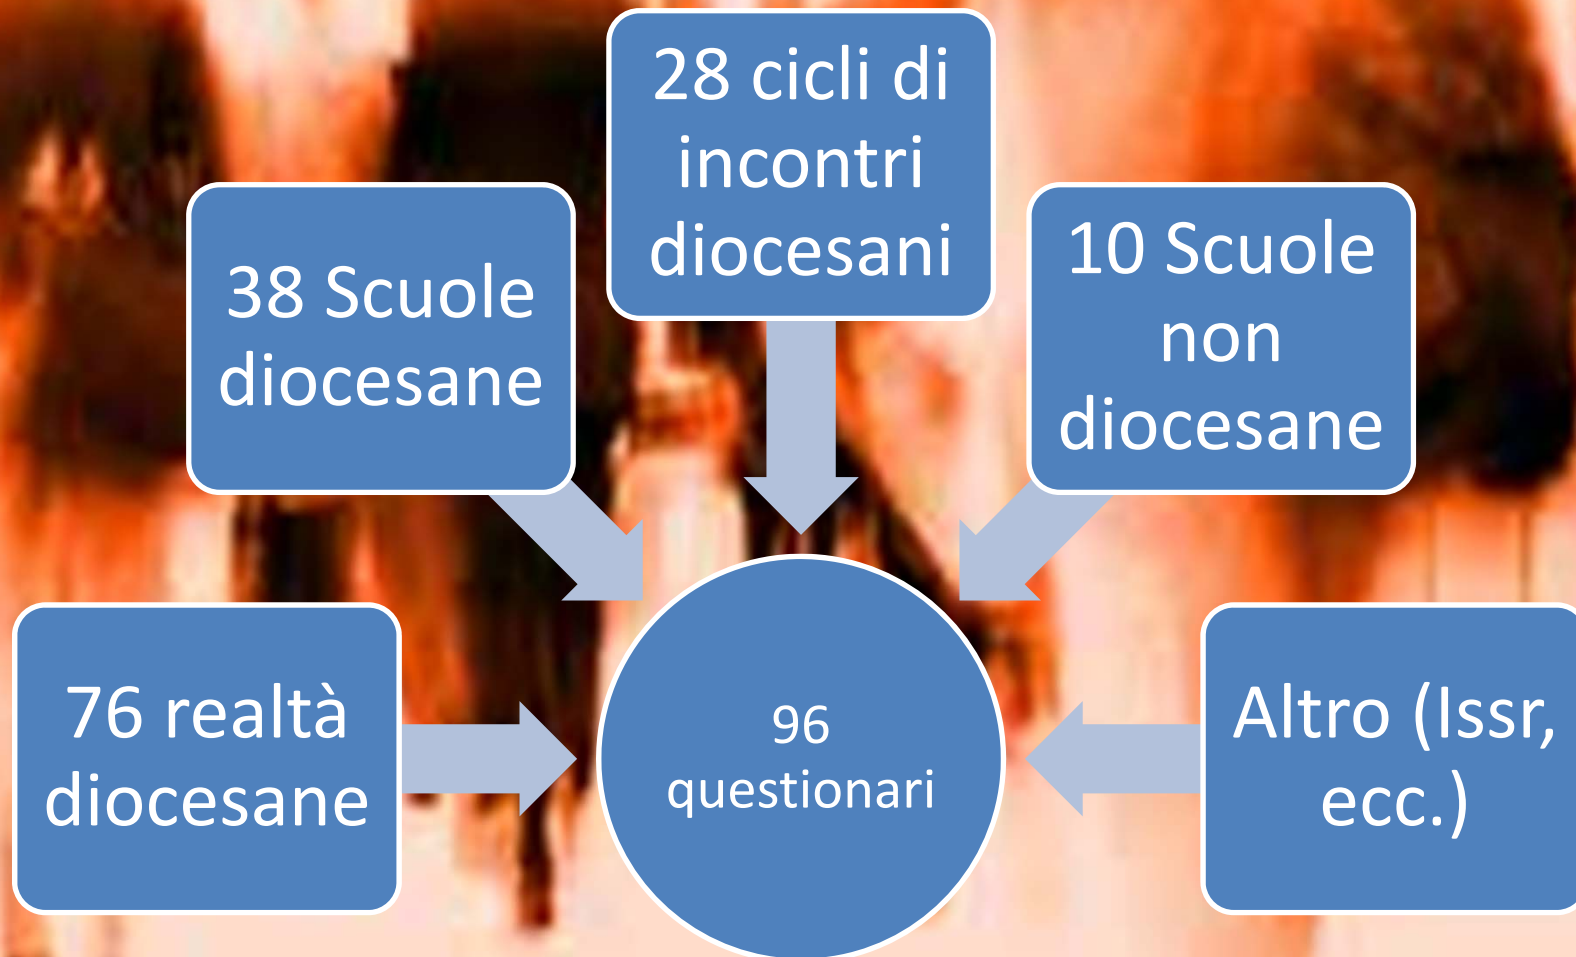 28 cicli di
incontri
diocesani
38 Scuole
diocesane
10 Scuole
non
diocesane
76 realtà
diocesane
96
questionari
Altro (Issr,
ecc.)